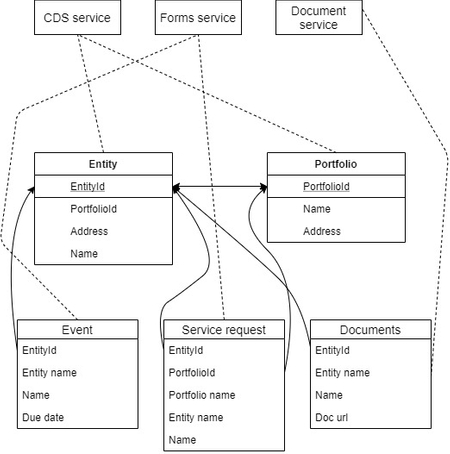 CDS service
Forms service
Document
service
Entity
EntityId
PortfolioId
Address
Name
Portfolio
PortfolioId
Name
Address
Event
EntityId
Entity name
Name
Due date
Service request
EntityId
PortfolioId
Portfolio name
Entity name
Name
Documents
EntityId
Entity name
Name
Doc url